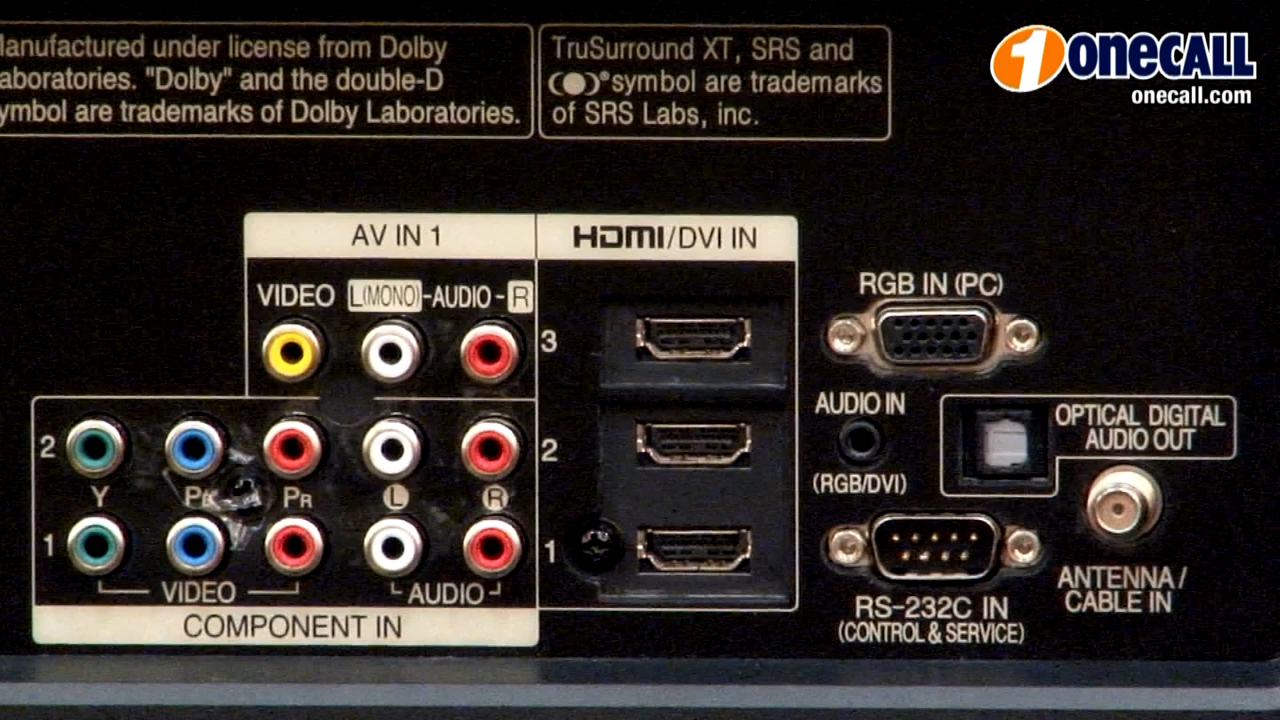 anufactured under license from Dolby
aboratories. "Dolby" and the double-D
ymbol are trademarks of Dolby Laboratories.
TruSurround XT, SRS and
symbol are trademarks
of SRS Labs, inc.
1 onecall
onecall.com
AV IN 1
HDMI/DVI IN
VIDEO L(MONO)-AUDIO-R
3
2
1
RGB IN (PC)
AUDIO IN
(RGB/DVI)
OPTICAL DIGITAL
AUDIO OUT
2
Y PB PR L R
1
VIDEO AUDIO
COMPONENT IN
RS-232C IN
(CONTROL & SERVICE)
ANTENNA /
CABLE IN